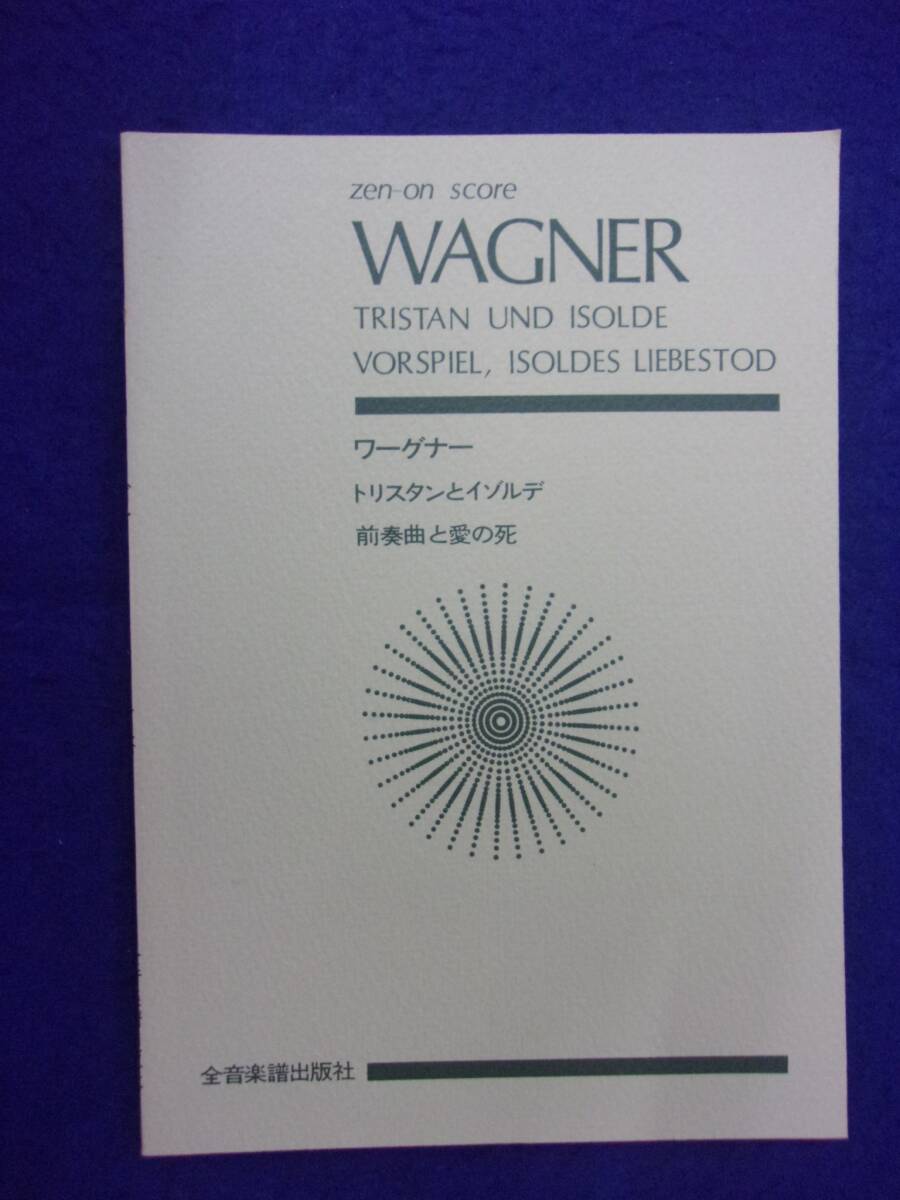 zen-on score
WAGNER
TRISTAN UND ISOLDE
VORSPIEL, ISOLDES LIEBESTOD
ワーグナー
トリスタンとイゾルデ
前奏曲と愛の死
全音楽譜出版社